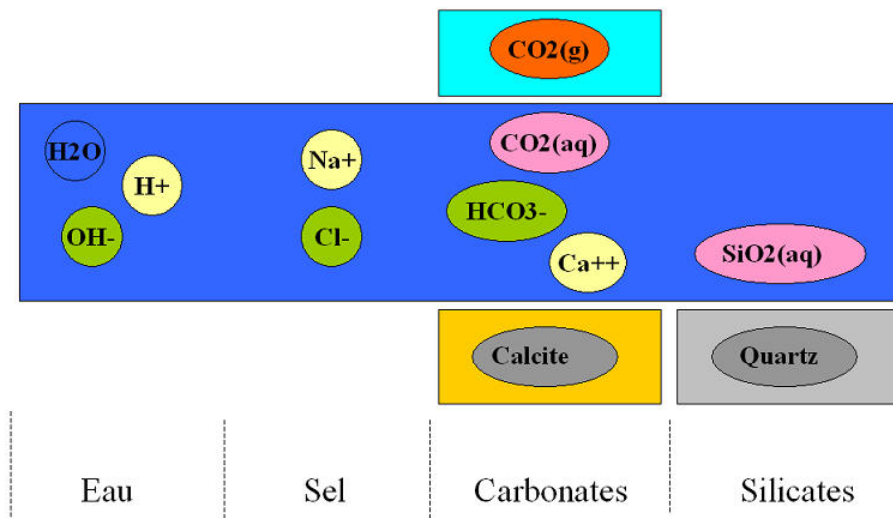 CO2(g)
H2O
H+
OH-
Na+
Cl-
CO2(aq)
HCO3-
Ca++
SiO2(aq)
Calcite
Quartz
Eau
Sel
Carbonates
Silicates